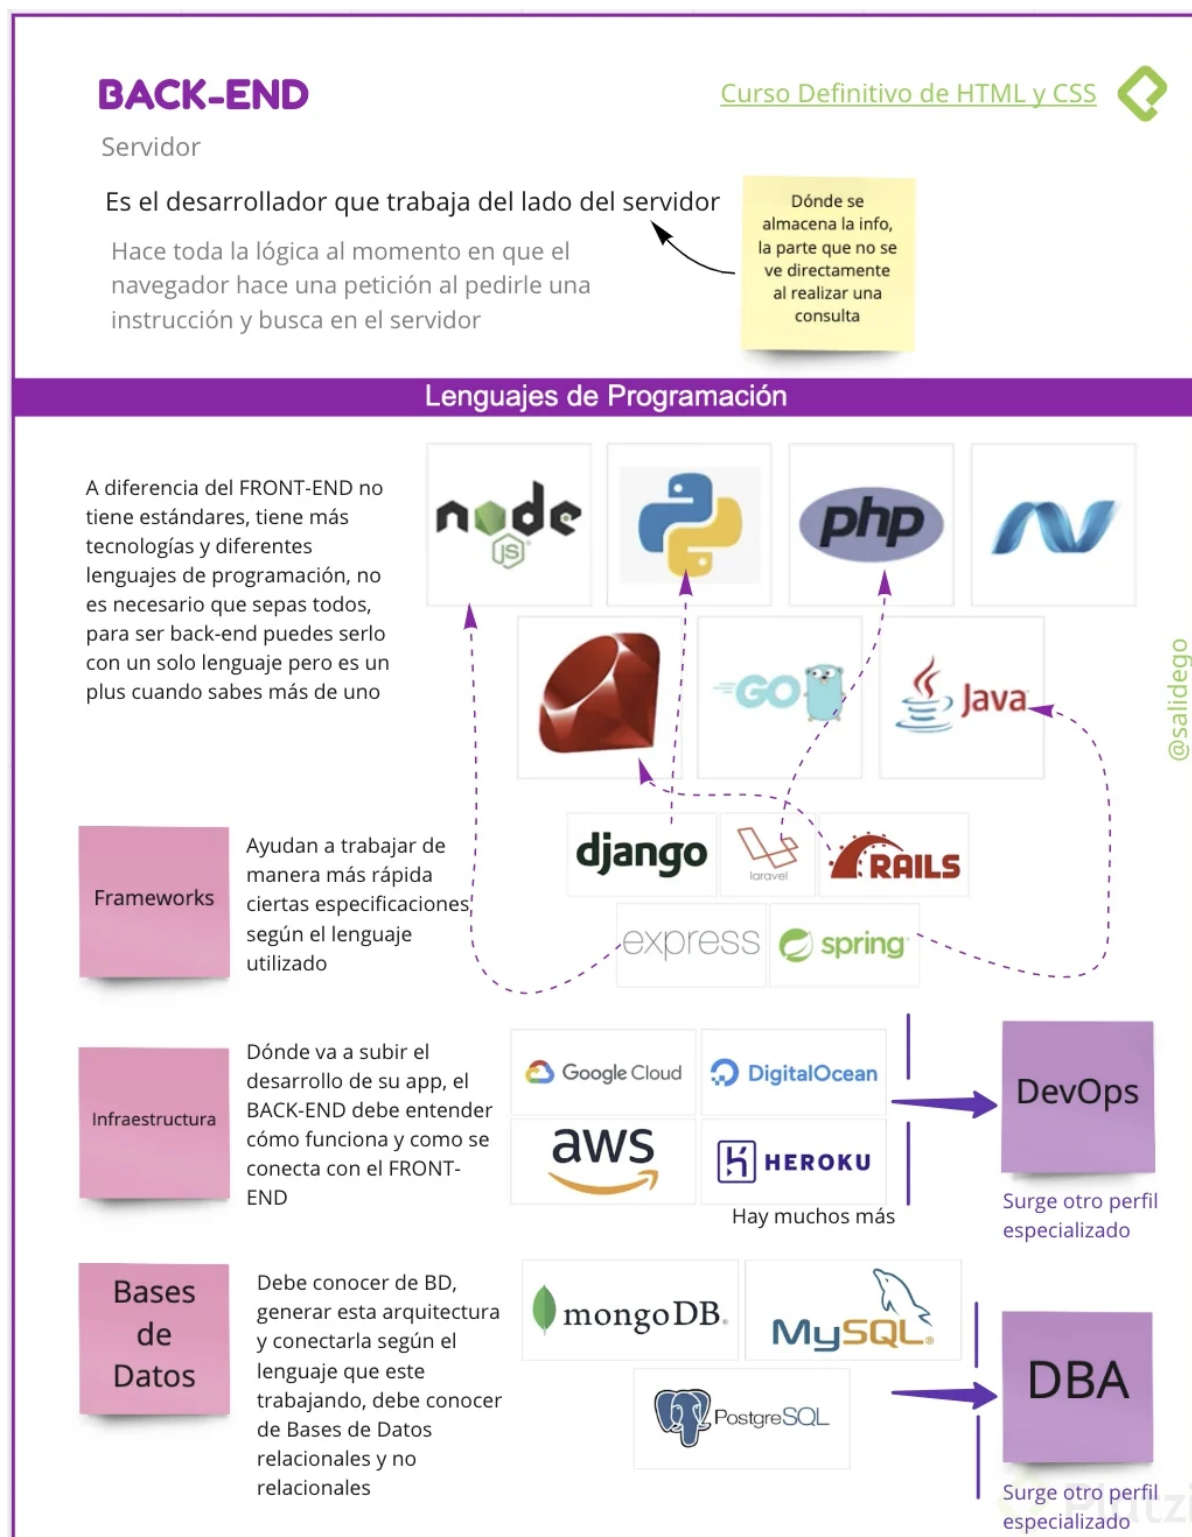 BACK-END
Curso Definitivo de HTML y CSS
Servidor
Es el desarrollador que trabaja del lado del servidor
Hace toda la lógica al momento en que el
navegador hace una petición al pedirle una
instrucción y busca en el servidor
Dónde se
almacena la info,
la parte que no se
ve directamente
al realizar una
consulta
Lenguajes de Programación
A diferencia del FRONT-END no
tiene estándares, tiene más
tecnologías y diferentes
lenguajes de programación, no
es necesario que sepas todos,
para ser back-end puedes serlo
con un solo lenguaje pero es un
plus cuando sabes más de uno
node
JS
php
GO
Java
@salidego
Frameworks
Ayudan a trabajar de
manera más rápida
ciertas especificaciones
según el lenguaje
utilizado
django
laravel
RAILS
express
spring
Infraestructura
Dónde va a subir el
desarrollo de su app, el
BACK-END debe entender
cómo funciona y como se
conecta con el FRONT-
END
Google Cloud
DigitalOcean
aws
HEROKU
Hay muchos más
DevOps
Surge otro perfil
especializado
Bases
de
Datos
Debe conocer de BD,
generar esta arquitectura
y conectarla según el
lenguaje que este
trabajando, debe conocer
de Bases de Datos
relacionales y no
relacionales
mongoDB®
MySQL®
PostgreSQL
DBA
Surge otro perfil
especializado
Platzi